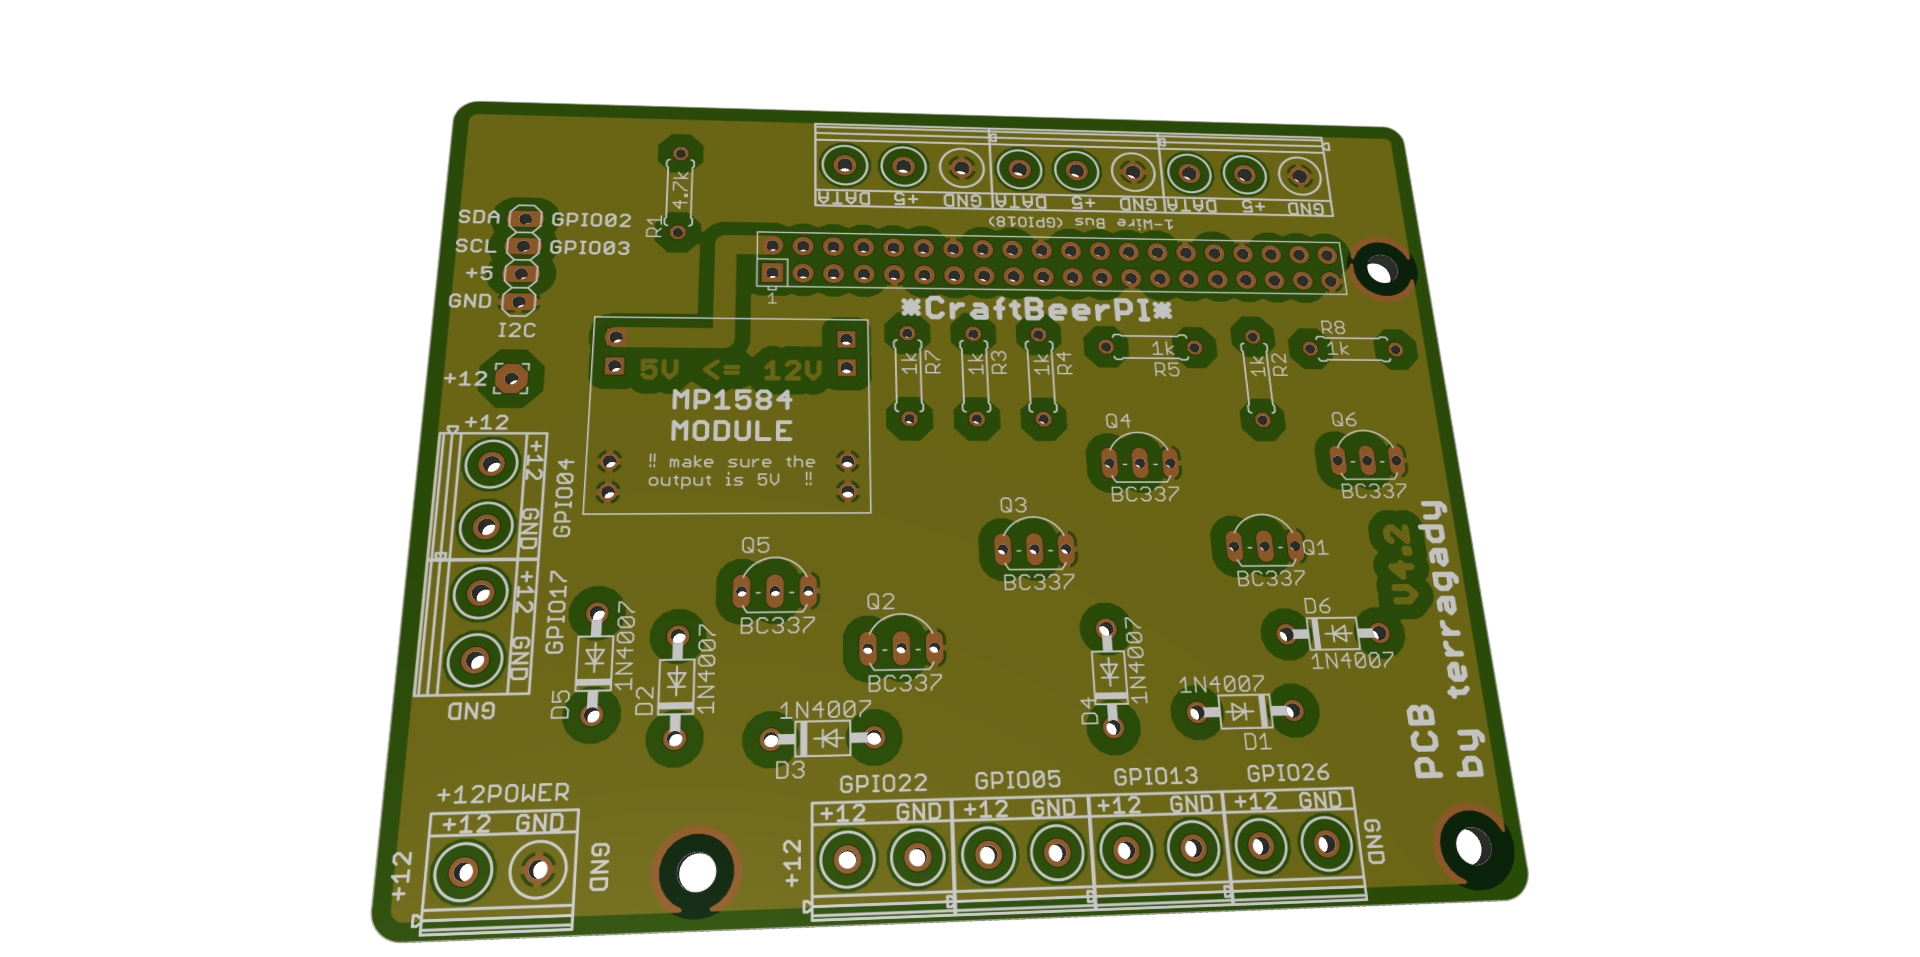 DATA +5 GND DATA +5 GND DATA +5 GND
1-Wire Bus (GPIO18)
4.7k
R1
SDA GPIO02
SCL GPIO03
+5
GND
I2C
1
*CraftBeerPI*
+12
5V <= 12V
MP1584
MODULE
!! make sure the
output is 5V !!
1k R7
1k R3
1k R4
1k
R5
1k R2
R8
1k
Q4
BC337
Q6
BC337
Q3
BC337
Q1
BC337
Q5
BC337
Q2
BC337
+12
+12
GND
GPIO04
+12
GND
GPIO17
GND
D5 1N4007
D2 1N4007
1N4007
D3
D4 1N4007
D6
1N4007
1N4007
D1
V4.2
PCB
by terragady
+12POWER
+12 GND
+12
GND
GPIO22 GPIO05 GPIO13 GPIO26
+12 GND +12 GND +12 GND +12 GND
+12
GND